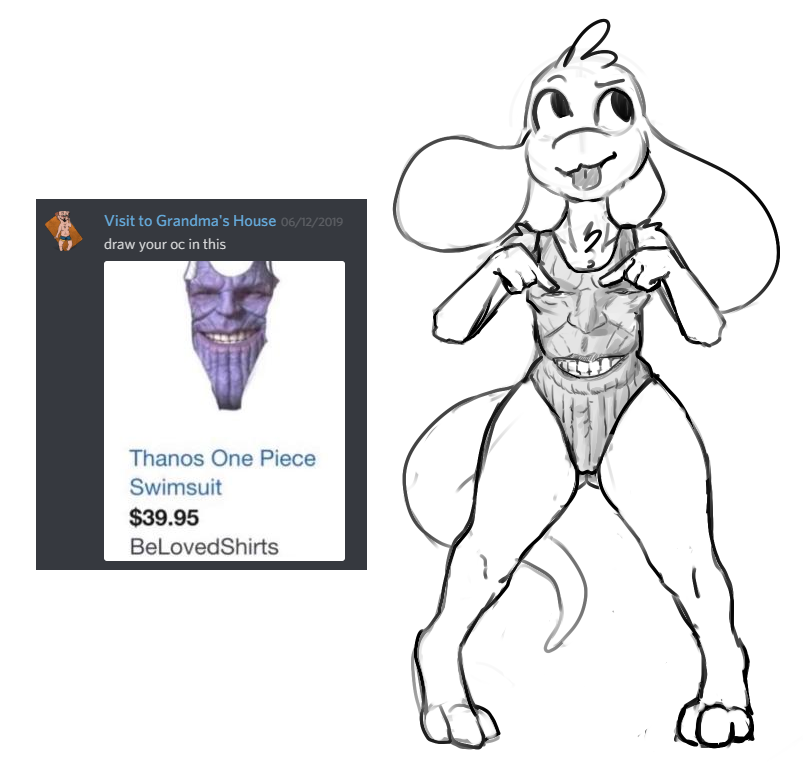 Visit to Grandma's House 06/12/2019
draw your oc in this
Thanos One Piece
Swimsuit
$39.95
BeLovedShirts